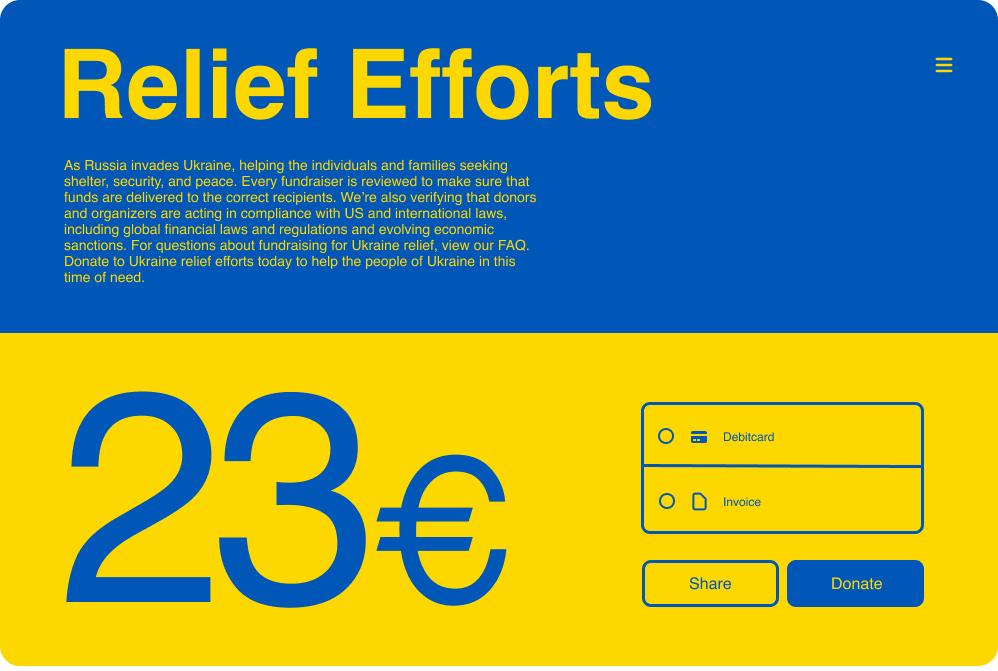 Relief Efforts
As Russia invades Ukraine, helping the individuals and families seeking
shelter, security, and peace. Every fundraiser is reviewed to make sure that
funds are delivered to the correct recipients. We're also verifying that donors
and organizers are acting in compliance with US and international laws,
including global financial laws and regulations and evolving economic
sanctions. For questions about fundraising for Ukraine relief, view our FAQ.
Donate to Ukraine relief efforts today to help the people of Ukraine in this
time of need.
23€
Debitcard
Invoice
Share
Donate